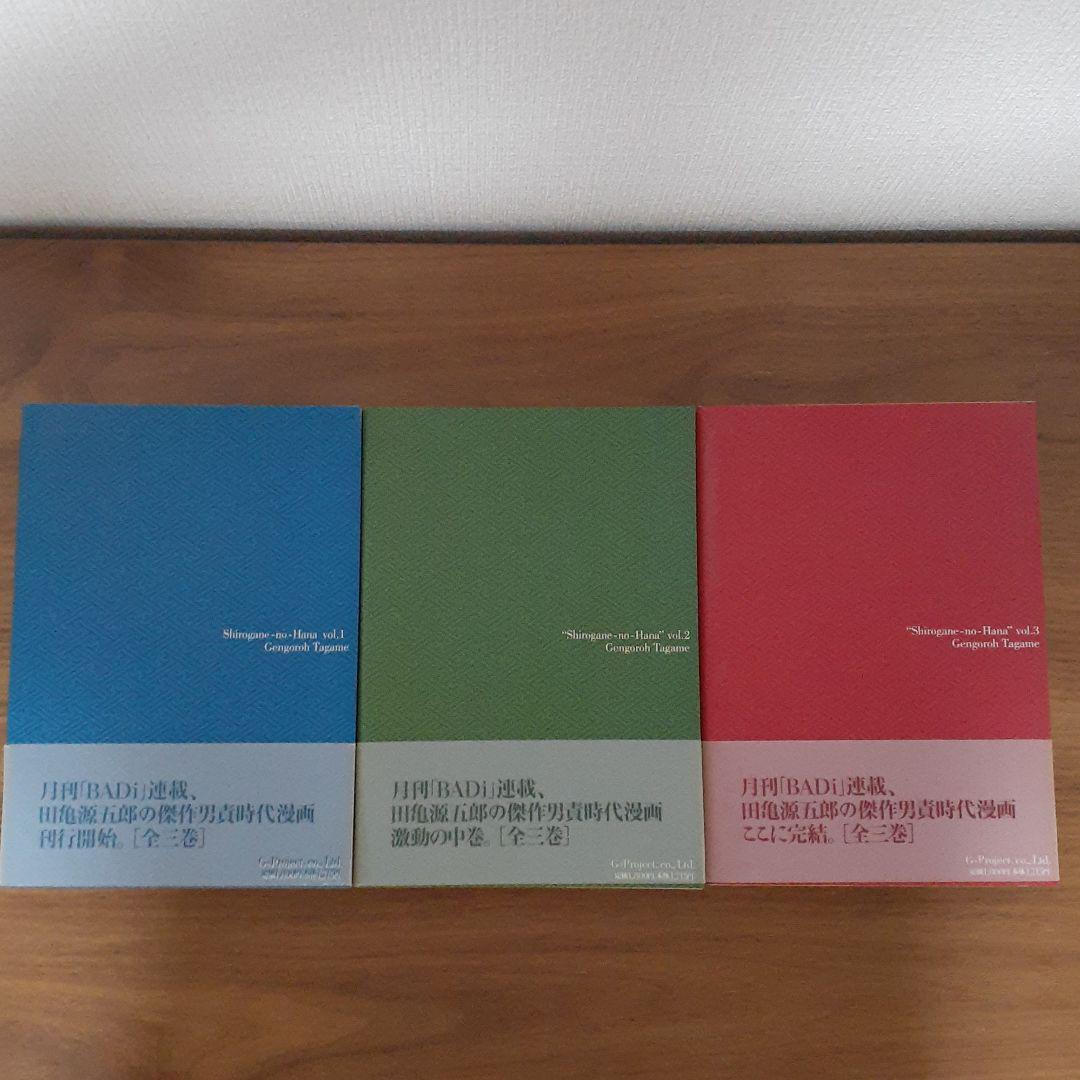 Shirogane-no-Hana vol.1
Gengoroh Tagame
月刊「BADi」連載、
田亀源五郎の傑作男責時代漫画
刊行開始。［全三巻］
G-Project.co.,Ltd.
“Shirogane-no-Hana” vol.2
Gengoroh Tagame
月刊「BADi」連載、
田亀源五郎の傑作男責時代漫画
激動の中巻。［全三巻］
G-Project.co.,Ltd.
“Shirogane-no-Hana” vol.3
Gengoroh Tagame
月刊「BADi」連載、
田亀源五郎の傑作男責時代漫画
ここに完結。［全三巻］
G-Project.co.,Ltd.